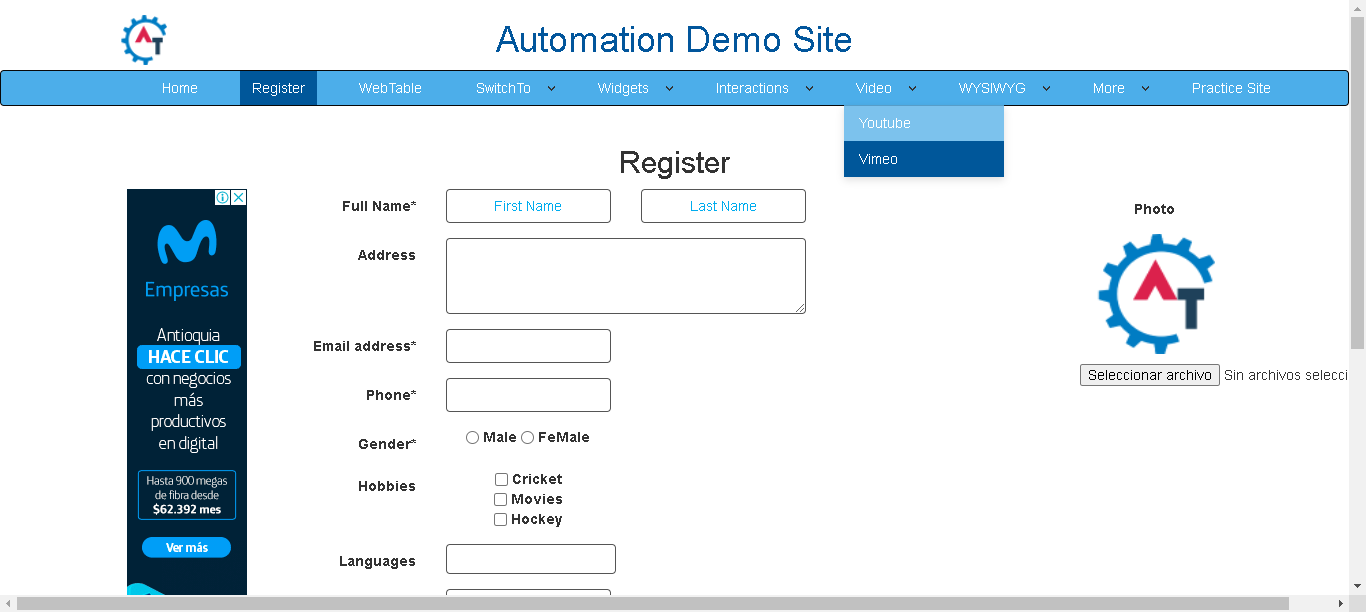 Automation Demo Site
Home Register WebTable SwitchTo Widgets Interactions Video WYSIWYG More Practice Site
Youtube
Vimeo
Register
Empresas
Antioquia
HACE CLIC
con negocios
más
productivos
en digital
Hasta 900 megas
de fibra desde
$62.392 mes
Ver más
Full Name* First Name Last Name
Address
Email address*
Phone*
Gender* Male FeMale
Hobbies Cricket
Movies
Hockey
Languages
Photo
AT
Seleccionar archivo Sin archivos selecci